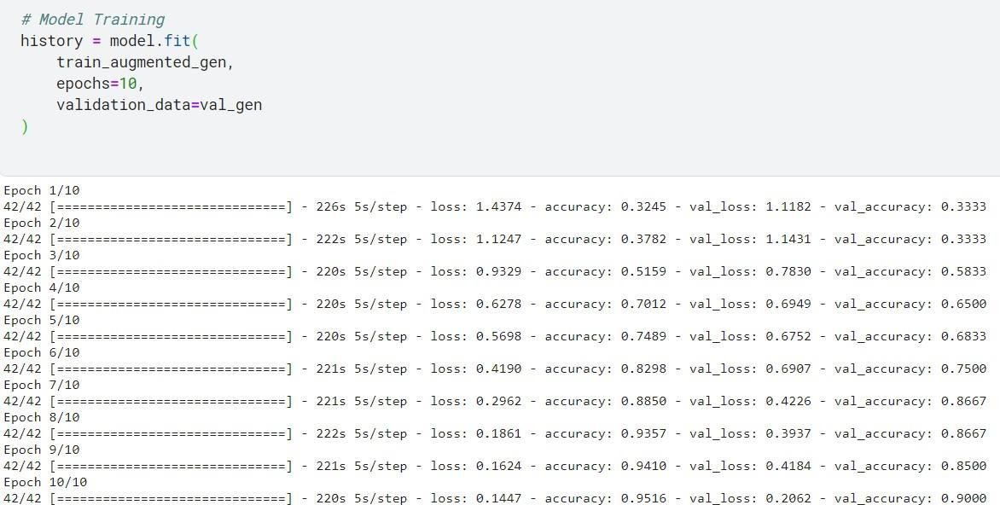 # Model Training
history = model.fit(
    train_augmented_gen,
    epochs=10,
    validation_data=val_gen
)
Epoch 1/10
42/42 [==============================] - 226s 5s/step - loss: 1.4374 - accuracy: 0.3245 - val_loss: 1.1182 - val_accuracy: 0.3333
Epoch 2/10
42/42 [==============================] - 222s 5s/step - loss: 1.1247 - accuracy: 0.3782 - val_loss: 1.1431 - val_accuracy: 0.3333
Epoch 3/10
42/42 [==============================] - 220s 5s/step - loss: 0.9329 - accuracy: 0.5159 - val_loss: 0.7830 - val_accuracy: 0.5833
Epoch 4/10
42/42 [==============================] - 220s 5s/step - loss: 0.6278 - accuracy: 0.7012 - val_loss: 0.6949 - val_accuracy: 0.6500
Epoch 5/10
42/42 [==============================] - 220s 5s/step - loss: 0.5698 - accuracy: 0.7489 - val_loss: 0.6752 - val_accuracy: 0.6833
Epoch 6/10
42/42 [==============================] - 221s 5s/step - loss: 0.4190 - accuracy: 0.8298 - val_loss: 0.6907 - val_accuracy: 0.7500
Epoch 7/10
42/42 [==============================] - 221s 5s/step - loss: 0.2962 - accuracy: 0.8850 - val_loss: 0.4226 - val_accuracy: 0.8667
Epoch 8/10
42/42 [==============================] - 222s 5s/step - loss: 0.1861 - accuracy: 0.9357 - val_loss: 0.3937 - val_accuracy: 0.8667
Epoch 9/10
42/42 [==============================] - 221s 5s/step - loss: 0.1624 - accuracy: 0.9410 - val_loss: 0.4184 - val_accuracy: 0.8500
Epoch 10/10
42/42 [==============================] - 220s 5s/step - loss: 0.1447 - accuracy: 0.9516 - val_loss: 0.2062 - val_accuracy: 0.9000